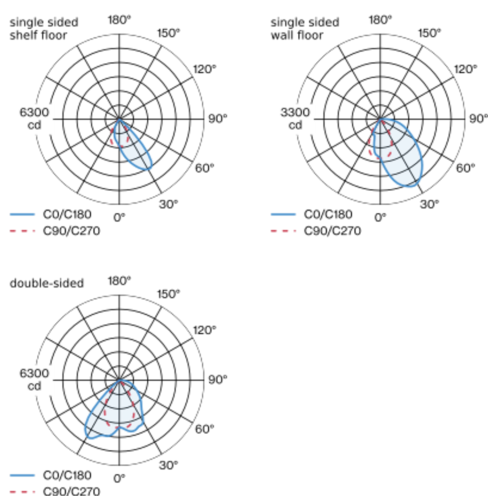 single sided
shelf floor
180°
150°
120°
6300
cd
90°
60°
30°
0°
C0/C180
C90/C270
single sided
wall floor
180°
150°
120°
3300
cd
90°
60°
30°
0°
C0/C180
C90/C270
double-sided
180°
150°
120°
6300
cd
90°
60°
30°
0°
C0/C180
C90/C270